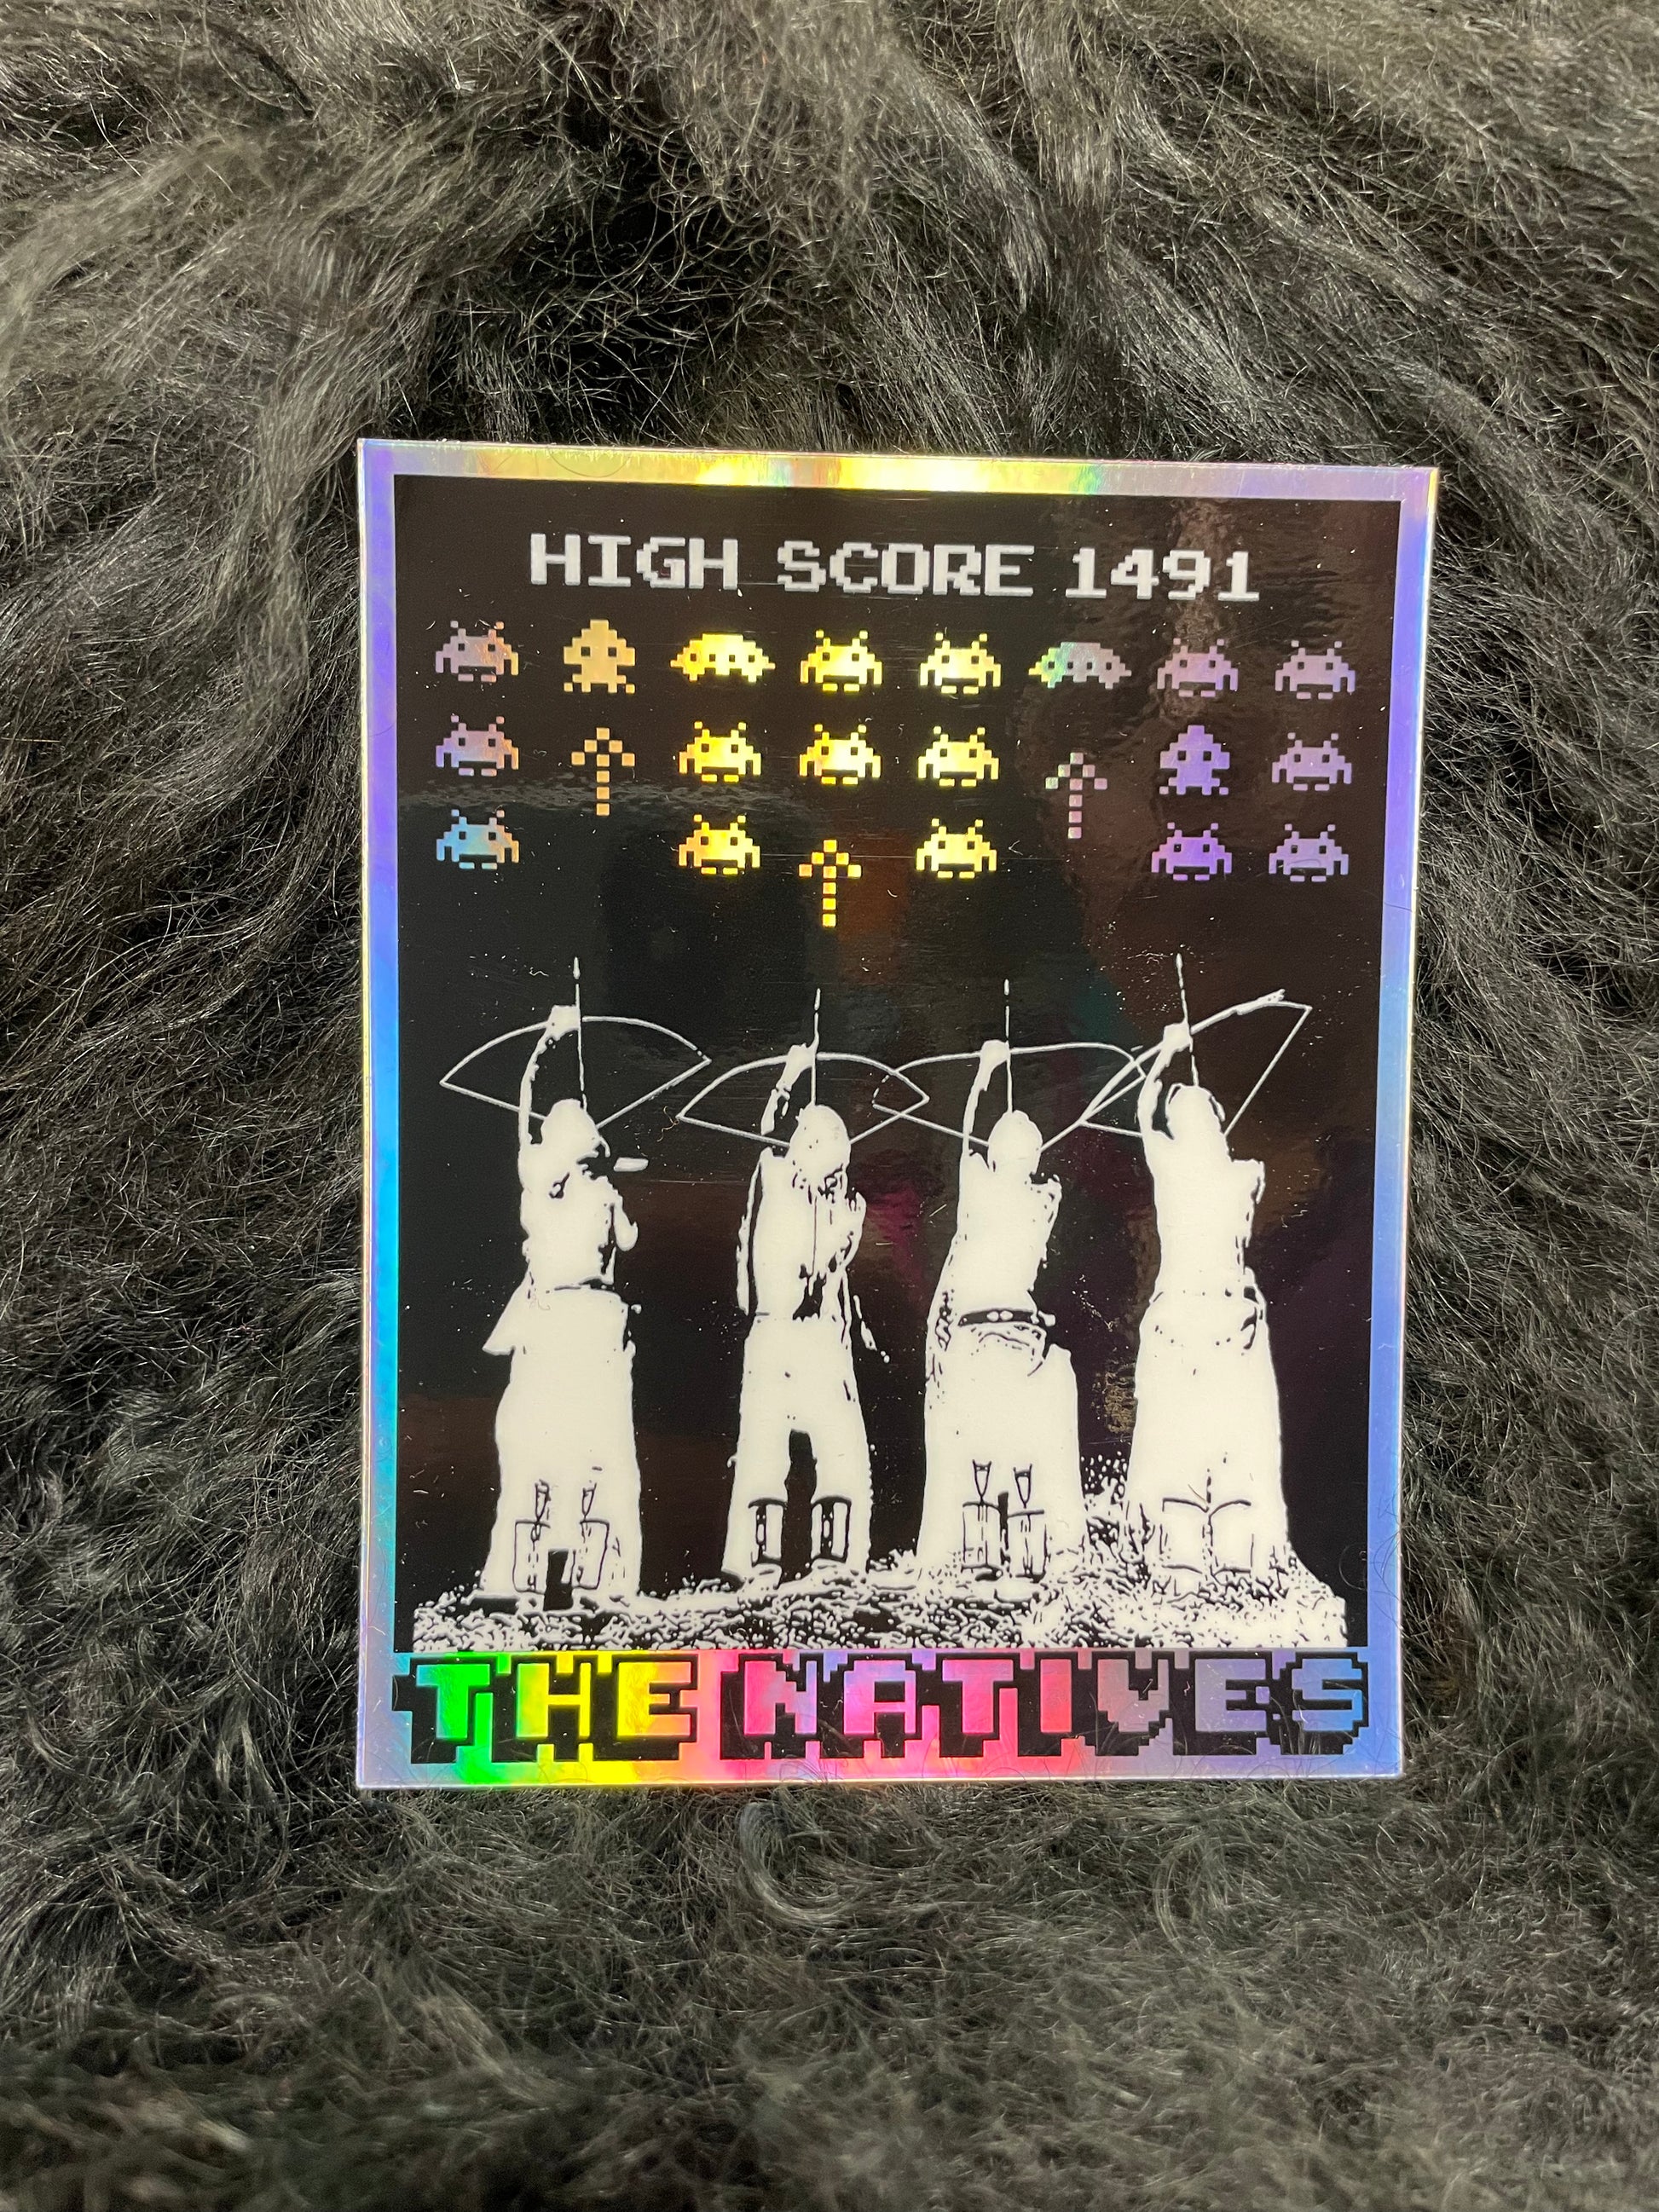 HIGH SCORE 1491
THE NATIVES